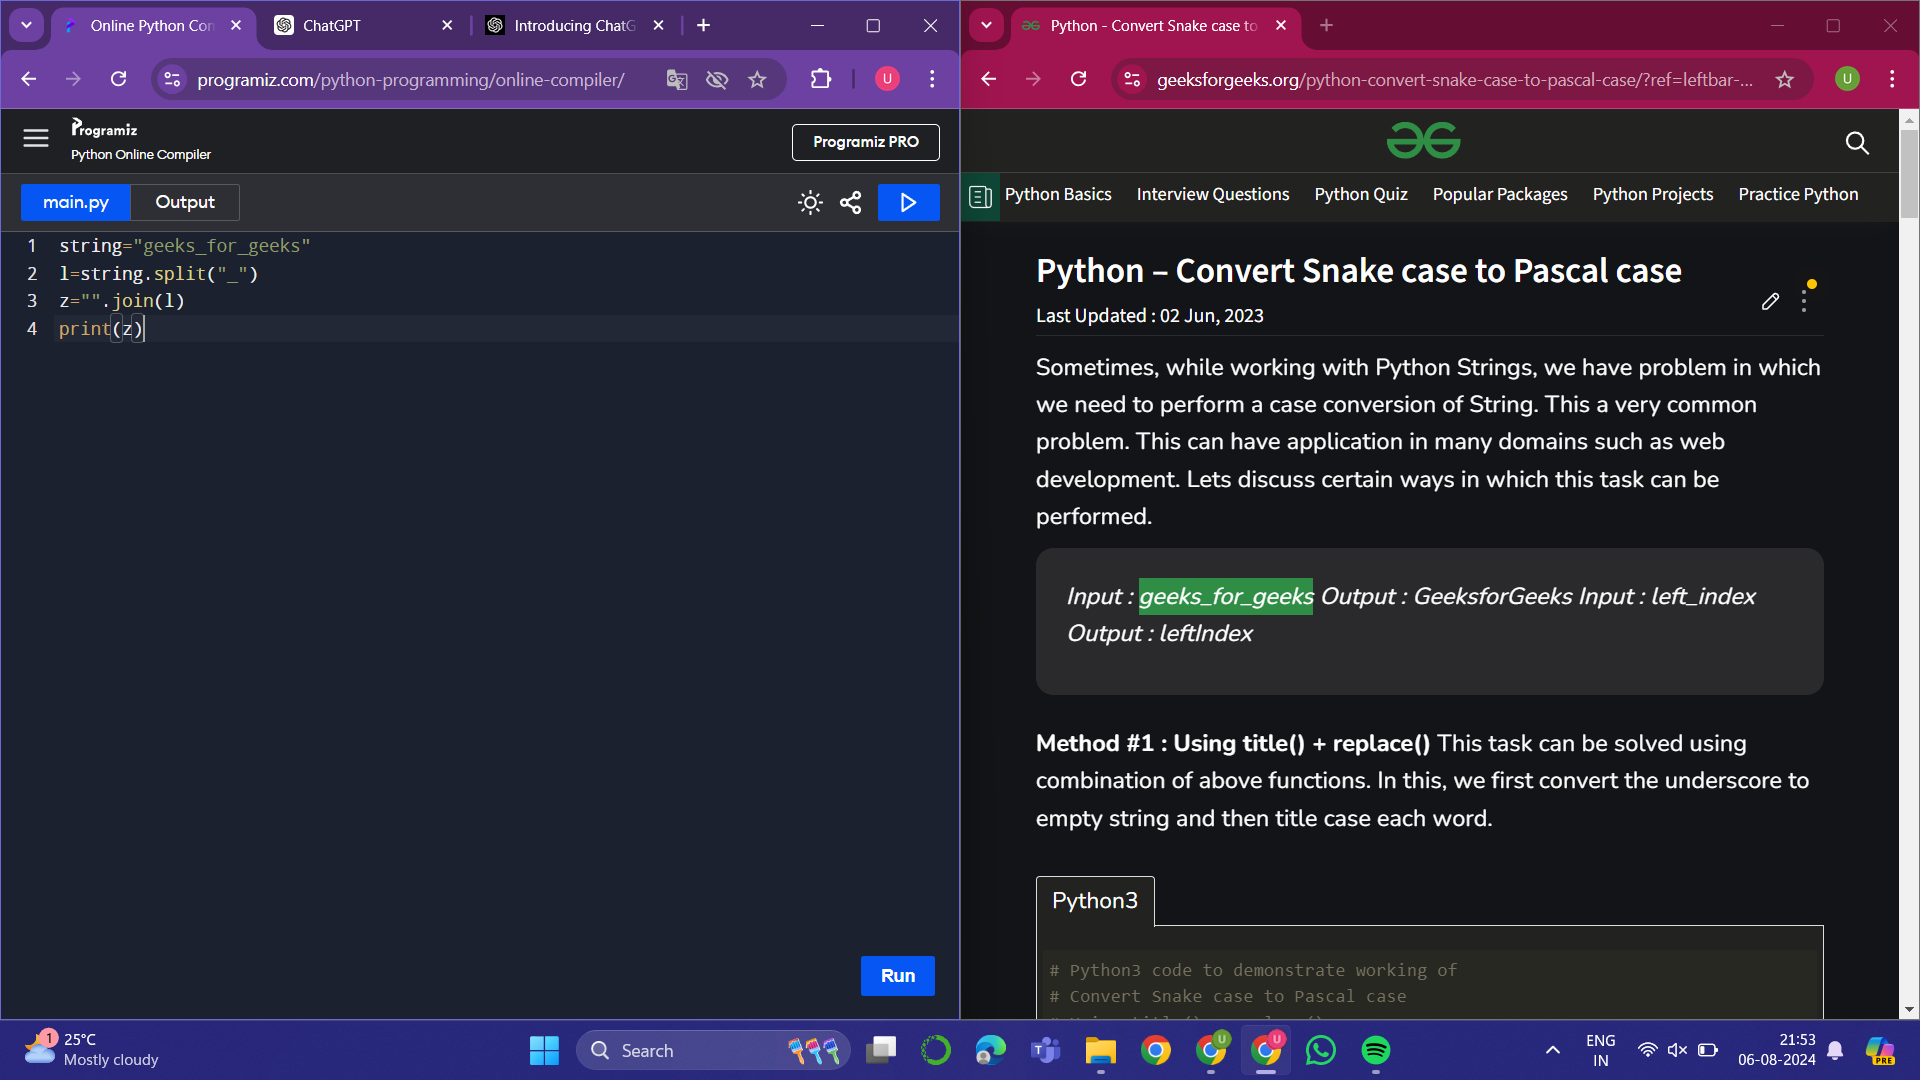 Online Python Con
ChatGPT
Introducing ChatG
programiz.com/python-programming/online-compiler/
U
Programiz
Python Online Compiler
Programiz PRO
main.py
Output
1 string="geeks_for_geeks"
2 l=string.split("_")
3 z="".join(l)
4 print(z)
Run
Python - Convert Snake case to
geeksforgeeks.org/python-convert-snake-case-to-pascal-case/?ref=leftbar-...
U
Python Basics
Interview Questions
Python Quiz
Popular Packages
Python Projects
Practice Python
Python – Convert Snake case to Pascal case
Last Updated : 02 Jun, 2023
Sometimes, while working with Python Strings, we have problem in which
we need to perform a case conversion of String. This a very common
problem. This can have application in many domains such as web
development. Lets discuss certain ways in which this task can be
performed.
Input : geeks_for_geeks Output : GeeksforGeeks Input : left_index
Output : leftIndex
Method #1 : Using title() + replace() This task can be solved using
combination of above functions. In this, we first convert the underscore to
empty string and then title case each word.
Python3
# Python3 code to demonstrate working of
# Convert Snake case to Pascal case
1
25°C
Mostly cloudy
Search
U
U
ENG
IN
21:53
06-08-2024
PRE